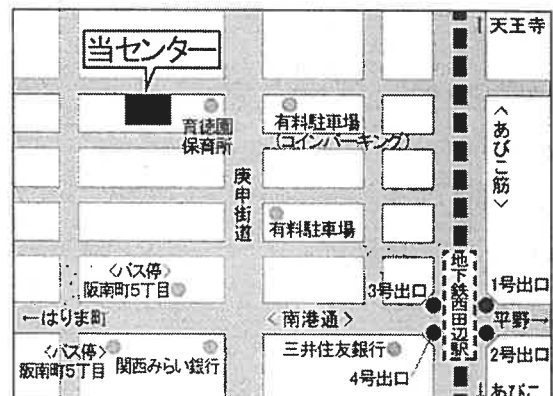 天王寺
当センター
育徳園
保育所
有料駐車場
(コインパーキング)
<あびこ筋>
庚申街道
有料駐車場
<バス停>
阪南町5丁目
3号出口
地下鉄西田辺駅
1号出口
←はりま町
<南港通>
平野→
<バス停>
阪南町5丁目
関西みらい銀行
三井住友銀行
4号出口
2号出口
↓あびこ